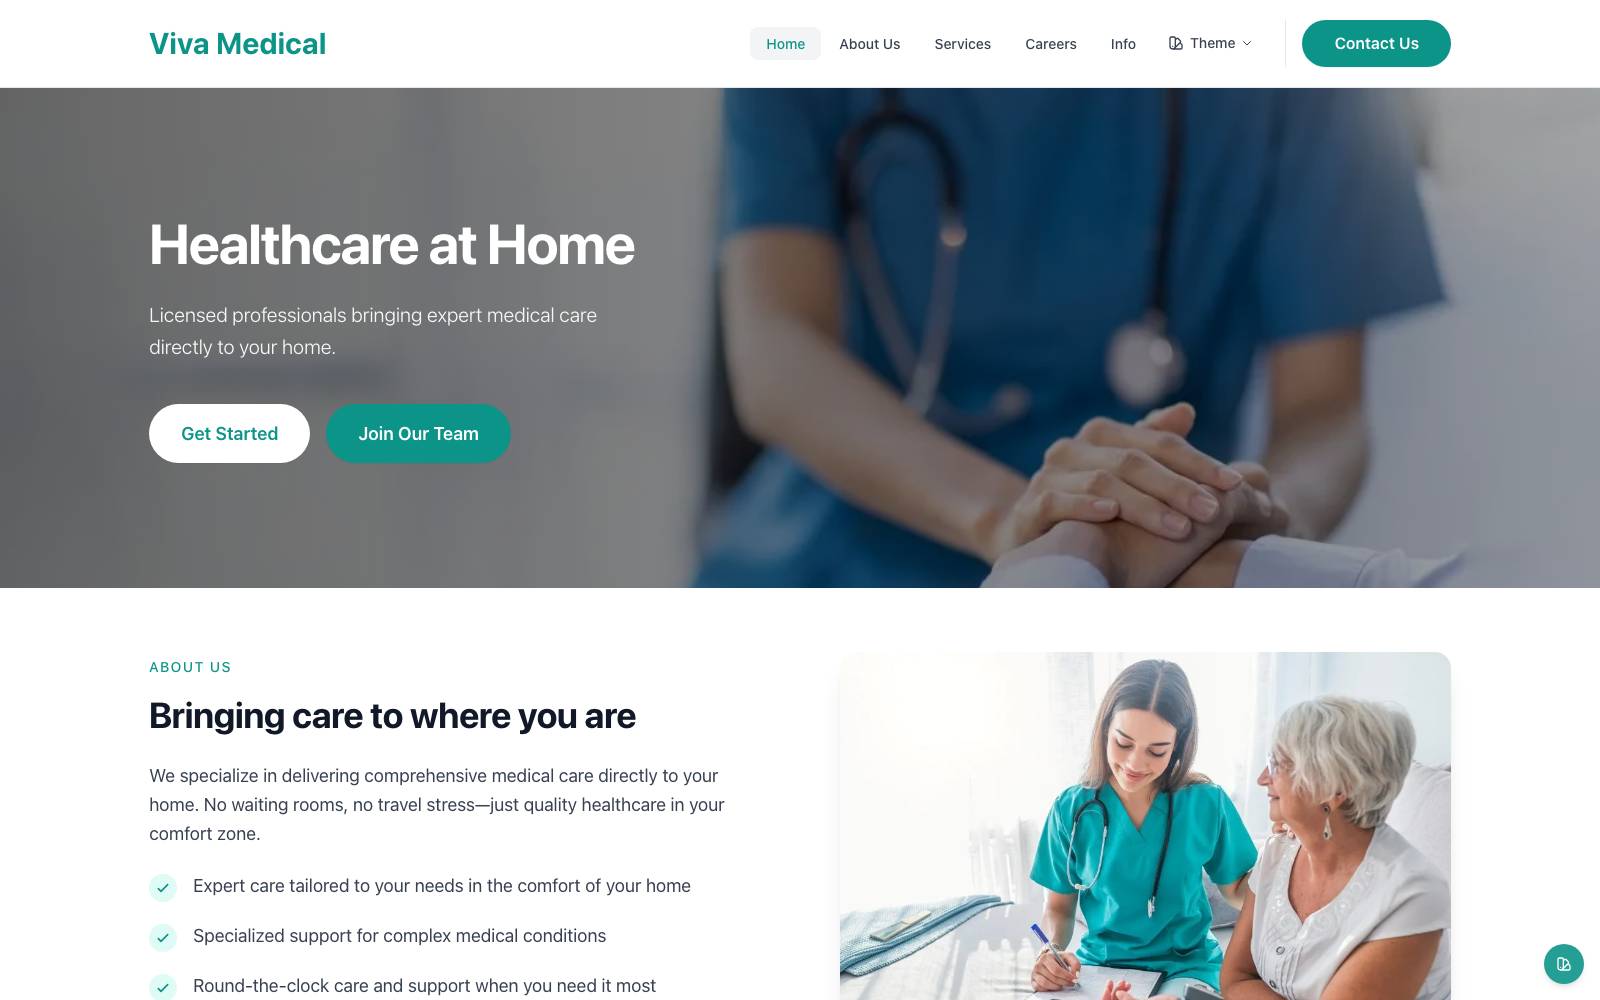 Viva Medical
Home
About Us
Services
Careers
Info
Theme
Contact Us
Healthcare at Home
Licensed professionals bringing expert medical care
directly to your home.
Get Started
Join Our Team
ABOUT US
Bringing care to where you are
We specialize in delivering comprehensive medical care directly to your
home. No waiting rooms, no travel stress—just quality healthcare in your
comfort zone.
Expert care tailored to your needs in the comfort of your home
Specialized support for complex medical conditions
Round-the-clock care and support when you need it most